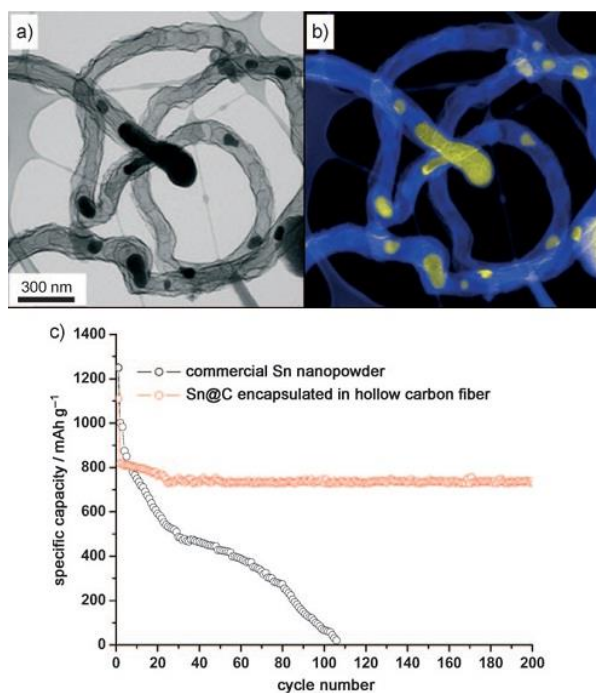 a)
b)
300 nm
c)
1400
1200
1000
800
600
400
200
0
commercial Sn nanopowder
Sn@C encapsulated in hollow carbon fiber
specific capacity / mAh g⁻¹
0 20 40 60 80 100 120 140 160 180 200
cycle number